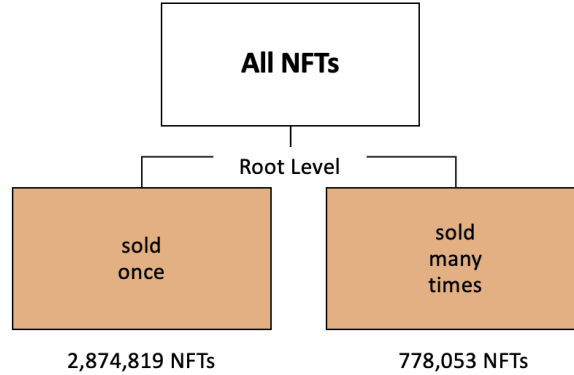 All NFTs
Root Level
sold
once
sold
many
times
2,874,819 NFTs
778,053 NFTs